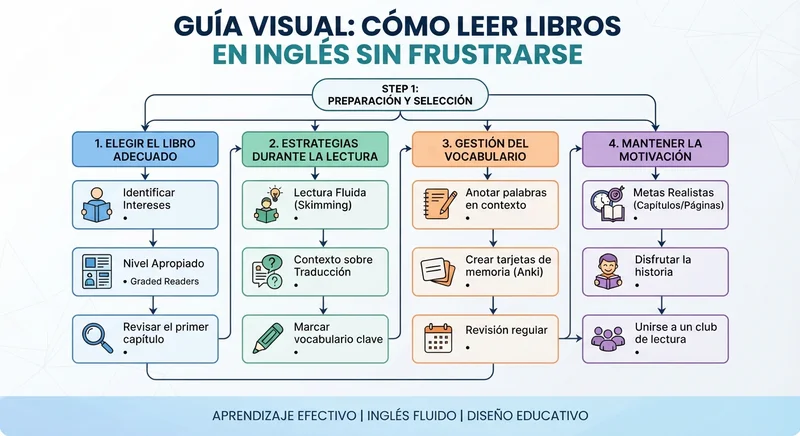 GUÍA VISUAL: CÓMO LEER LIBROS
EN INGLÉS SIN FRUSTRARSE
STEP 1:
PREPARACIÓN Y SELECCIÓN
1. ELEGIR EL LIBRO
ADECUADO
Identificar
Intereses
•
Nivel Apropiado
• Graded Readers
Revisar el primer
capítulo
•
2. ESTRATEGIAS
DURANTE LA LECTURA
Lectura Fluida
(Skimming)
•
Contexto sobre
Traducción
•
Marcar
vocabulario clave
•
3. GESTIÓN DEL
VOCABULARIO
Anotar palabras
en contexto
•
Crear tarjetas de
memoria (Anki)
•
Revisión regular
•
4. MANTENER LA
MOTIVACIÓN
Metas Realistas
(Capítulos/Páginas)
•
Disfrutar la
historia
•
Unirse a un club
de lectura
•
APRENDIZAJE EFECTIVO | INGLÉS FLUIDO | DISEÑO EDUCATIVO